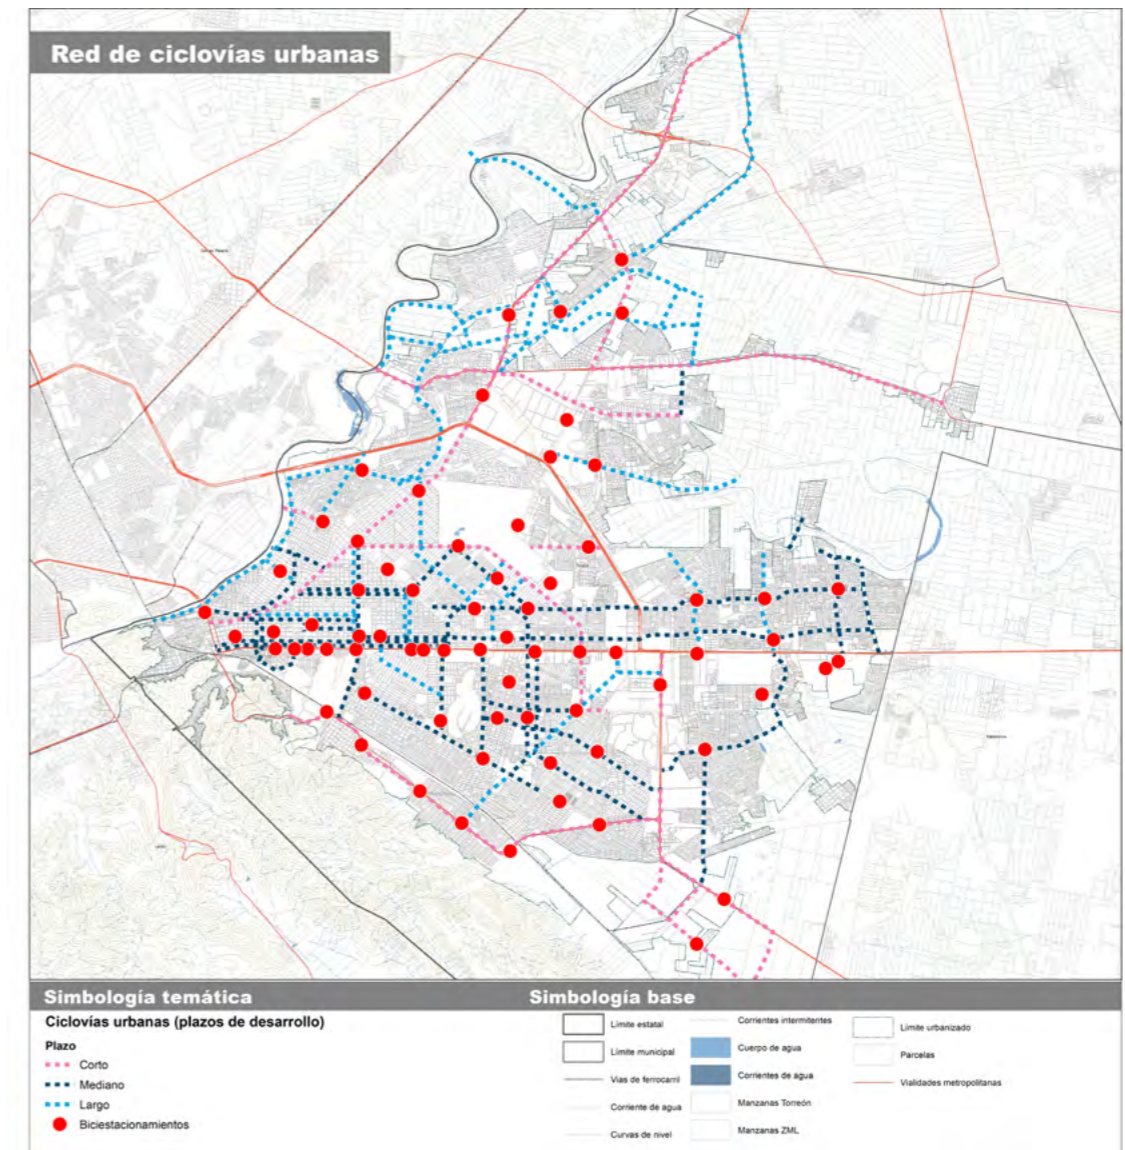 Red de ciclovías urbanas
Simbología temática
Ciclovías urbanas (plazos de desarrollo)
Plazo
Corto
Mediano
Largo
Biciestacionamientos
Simbología base
Límite estatal
Límite municipal
Vias de ferrocarril
Corriente de agua
Curvas de nivel
Corrientes intermitentes
Cuerpo de agua
Corrientes de agua
Manzanas Torreón
Manzanas ZML
Límite urbanizado
Parcelas
Vialidades metropolitanas